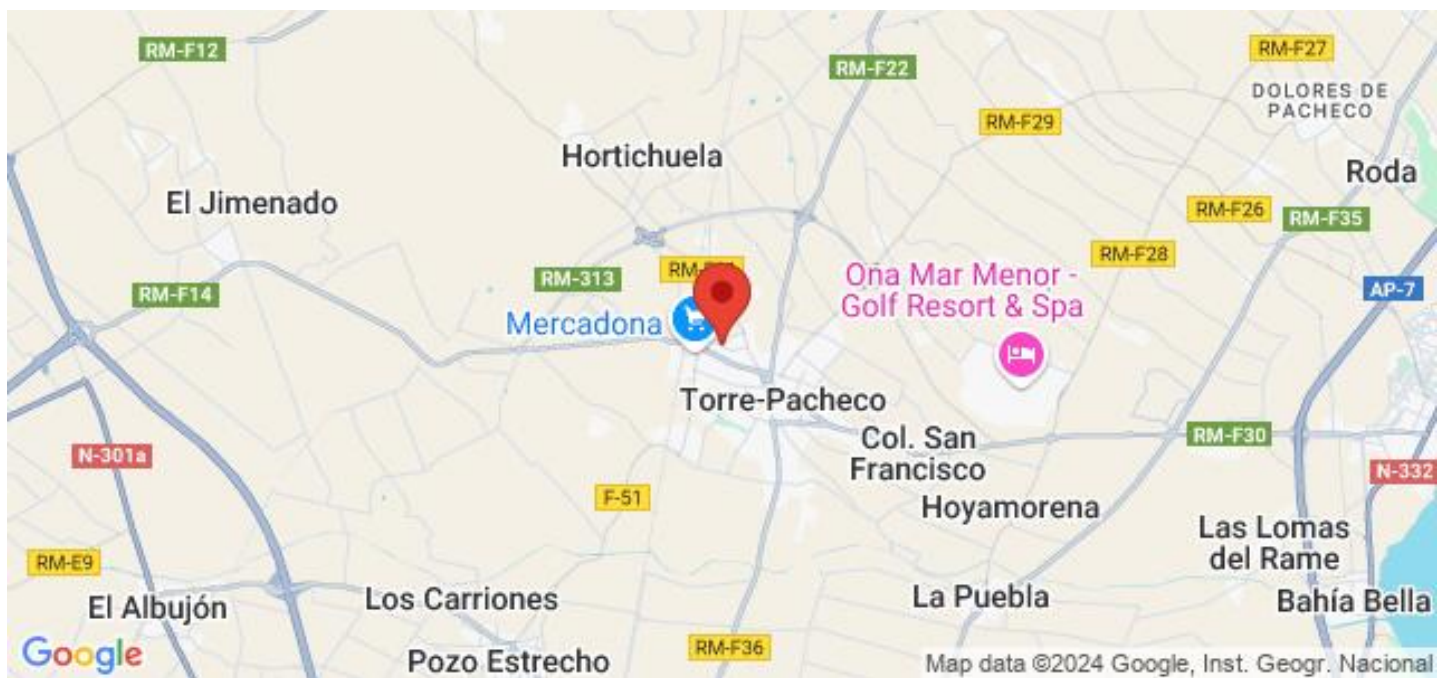 RM-F12
RM-F27
RM-F22
DOLORES DE
PACHECO
RM-F29
Hortichuela
Roda
El Jimenado
RM-F26
RM-F35
RM-F28
RM-313
Ona Mar Menor -
Golf Resort & Spa
RM-F14
AP-7
Mercadona
Torre-Pacheco
Col. San
Francisco
RM-F30
N-301a
N-332
F-51
Hoyamorena
Las Lomas
del Rame
RM-E9
El Albujón
Los Carriones
La Puebla
Bahía Bella
Google
Pozo Estrecho
RM-F36
Map data ©2024 Google, Inst. Geogr. Nacional